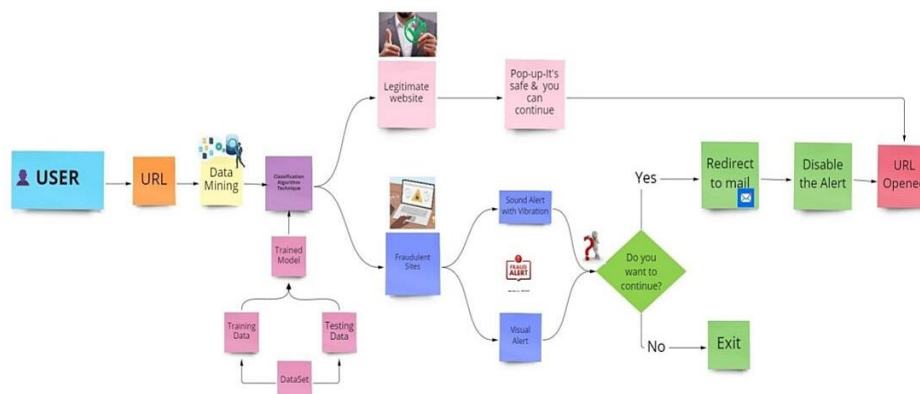 USER
URL
Data
Mining
Classification
Algorithm
Technique
Legitimate
website
Pop-up-It's
safe & you
can
continue
Fraudulent
Sites
Sound Alert
with Vibration
FRAUD
ALERT
Visual
Alert
Do you
want to
continue?
Yes
Redirect
to mail
Disable
the Alert
URL
Opened
No
Exit
Trained
Model
Training
Data
Testing
Data
DataSet